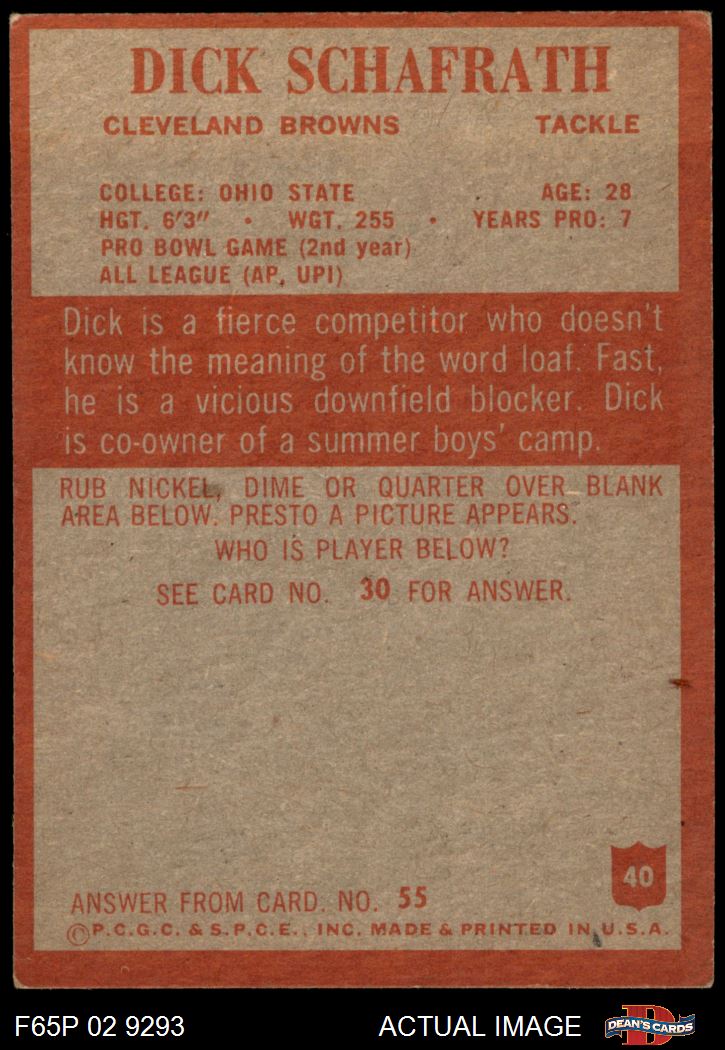 DICK SCHAFRATH
CLEVELAND BROWNS TACKLE
COLLEGE: OHIO STATE AGE: 28
HGT. 6'3" • WGT. 255 • YEARS PRO: 7
PRO BOWL GAME (2nd year)
ALL LEAGUE (AP, UPI)
Dick is a fierce competitor who doesn't
know the meaning of the word loaf. Fast,
he is a vicious downfield blocker. Dick
is co-owner of a summer boys' camp.
RUB NICKEL, DIME OR QUARTER OVER BLANK
AREA BELOW. PRESTO A PICTURE APPEARS.
WHO IS PLAYER BELOW?
SEE CARD NO. 30 FOR ANSWER.
40
ANSWER FROM CARD. NO. 55
©P.C.G.C. & S.P.C.E., INC. MADE & PRINTED IN U.S.A.
F65P 02 9293 ACTUAL IMAGE D DEAN'S CARDS